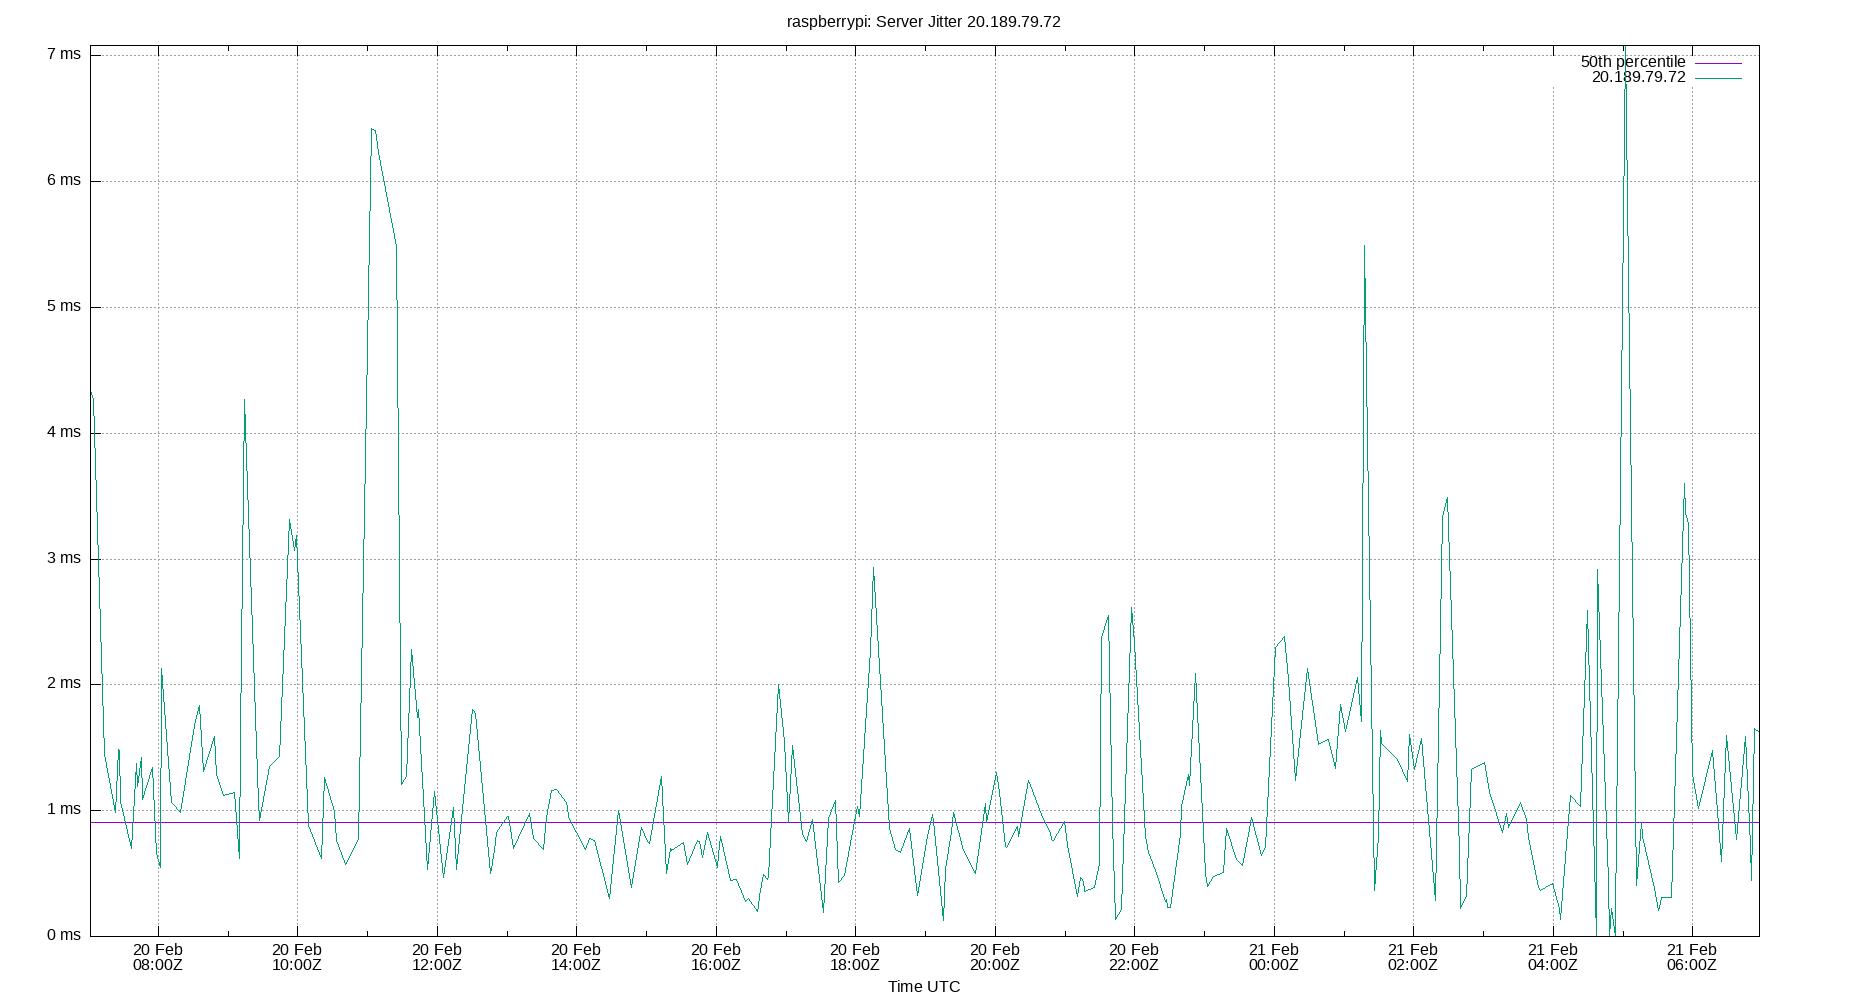 raspberrypi: Server Jitter 20.189.79.72
7 ms
50th percentile
20.189.79.72
6 ms
5 ms
4 ms
3 ms
2 ms
1 ms
0 ms
20 Feb 20 Feb 20 Feb 20 Feb 20 Feb 20 Feb 20 Feb 20 Feb 21 Feb 21 Feb 21 Feb 21 Feb
08:00Z 10:00Z 12:00Z 14:00Z 16:00Z 18:00Z 20:00Z 22:00Z 00:00Z 02:00Z 04:00Z 06:00Z
Time UTC